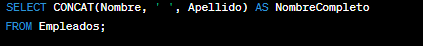 SELECT CONCAT(Nombre, ' ', Apellido) AS NombreCompleto
FROM Empleados;